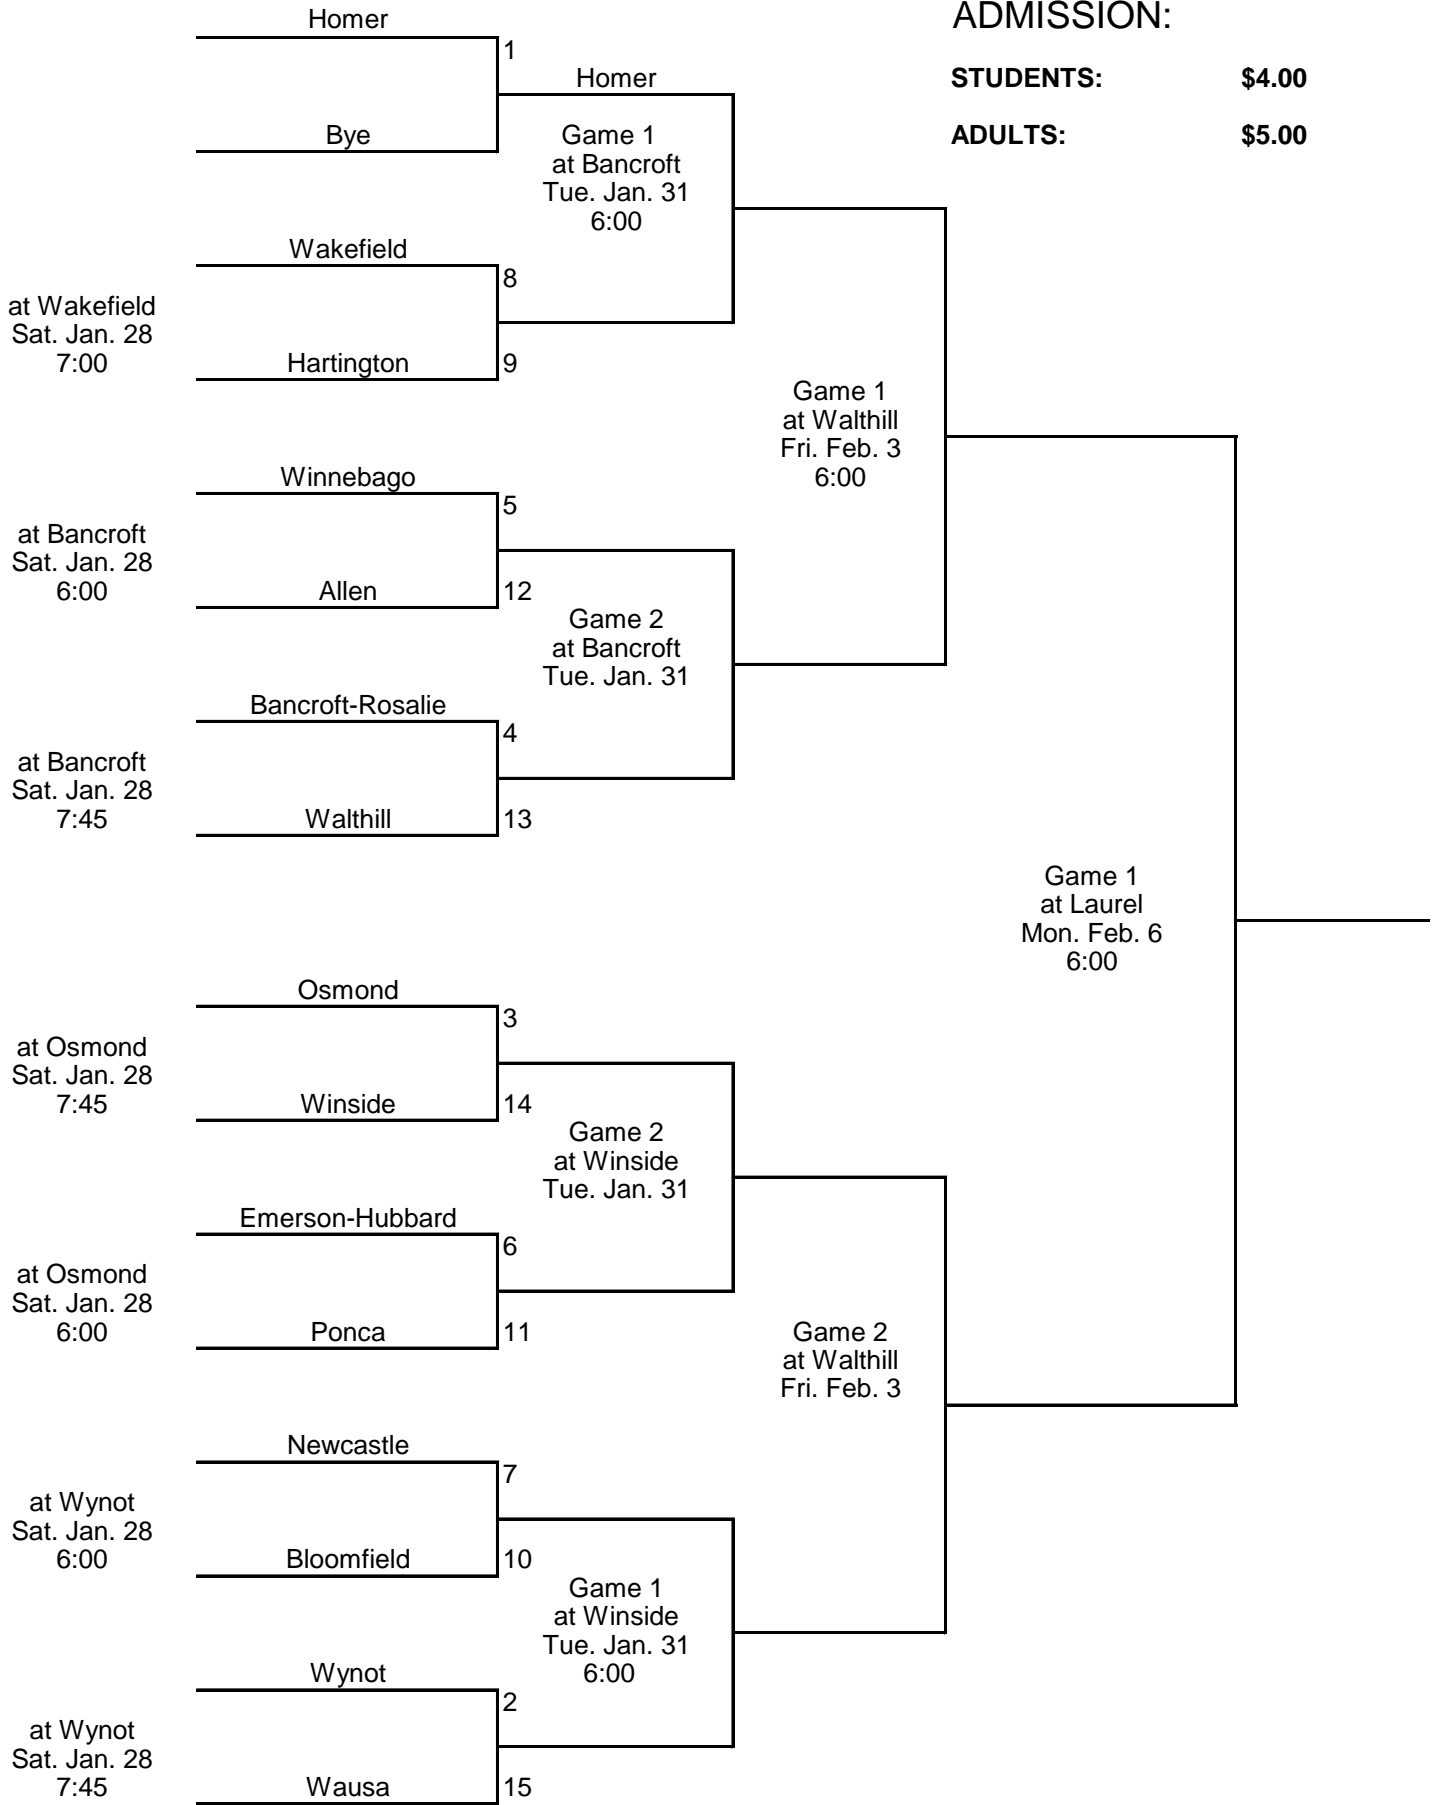 Homer
ADMISSION:
1
Homer
STUDENTS: $4.00
Bye
Game 1
at Bancroft
Tue. Jan. 31
6:00
ADULTS: $5.00
Wakefield
8
at Wakefield
Sat. Jan. 28
7:00
Hartington
9
Game 1
at Walthill
Fri. Feb. 3
6:00
Winnebago
5
at Bancroft
Sat. Jan. 28
6:00
Allen
12
Game 2
at Bancroft
Tue. Jan. 31
Bancroft-Rosalie
4
at Bancroft
Sat. Jan. 28
7:45
Walthill
13
Game 1
at Laurel
Mon. Feb. 6
6:00
Osmond
3
at Osmond
Sat. Jan. 28
7:45
Winside
14
Game 2
at Winside
Tue. Jan. 31
Emerson-Hubbard
6
at Osmond
Sat. Jan. 28
6:00
Ponca
11
Game 2
at Walthill
Fri. Feb. 3
Newcastle
7
at Wynot
Sat. Jan. 28
6:00
Bloomfield
10
Game 1
at Winside
Tue. Jan. 31
6:00
Wynot
2
at Wynot
Sat. Jan. 28
7:45
Wausa
15